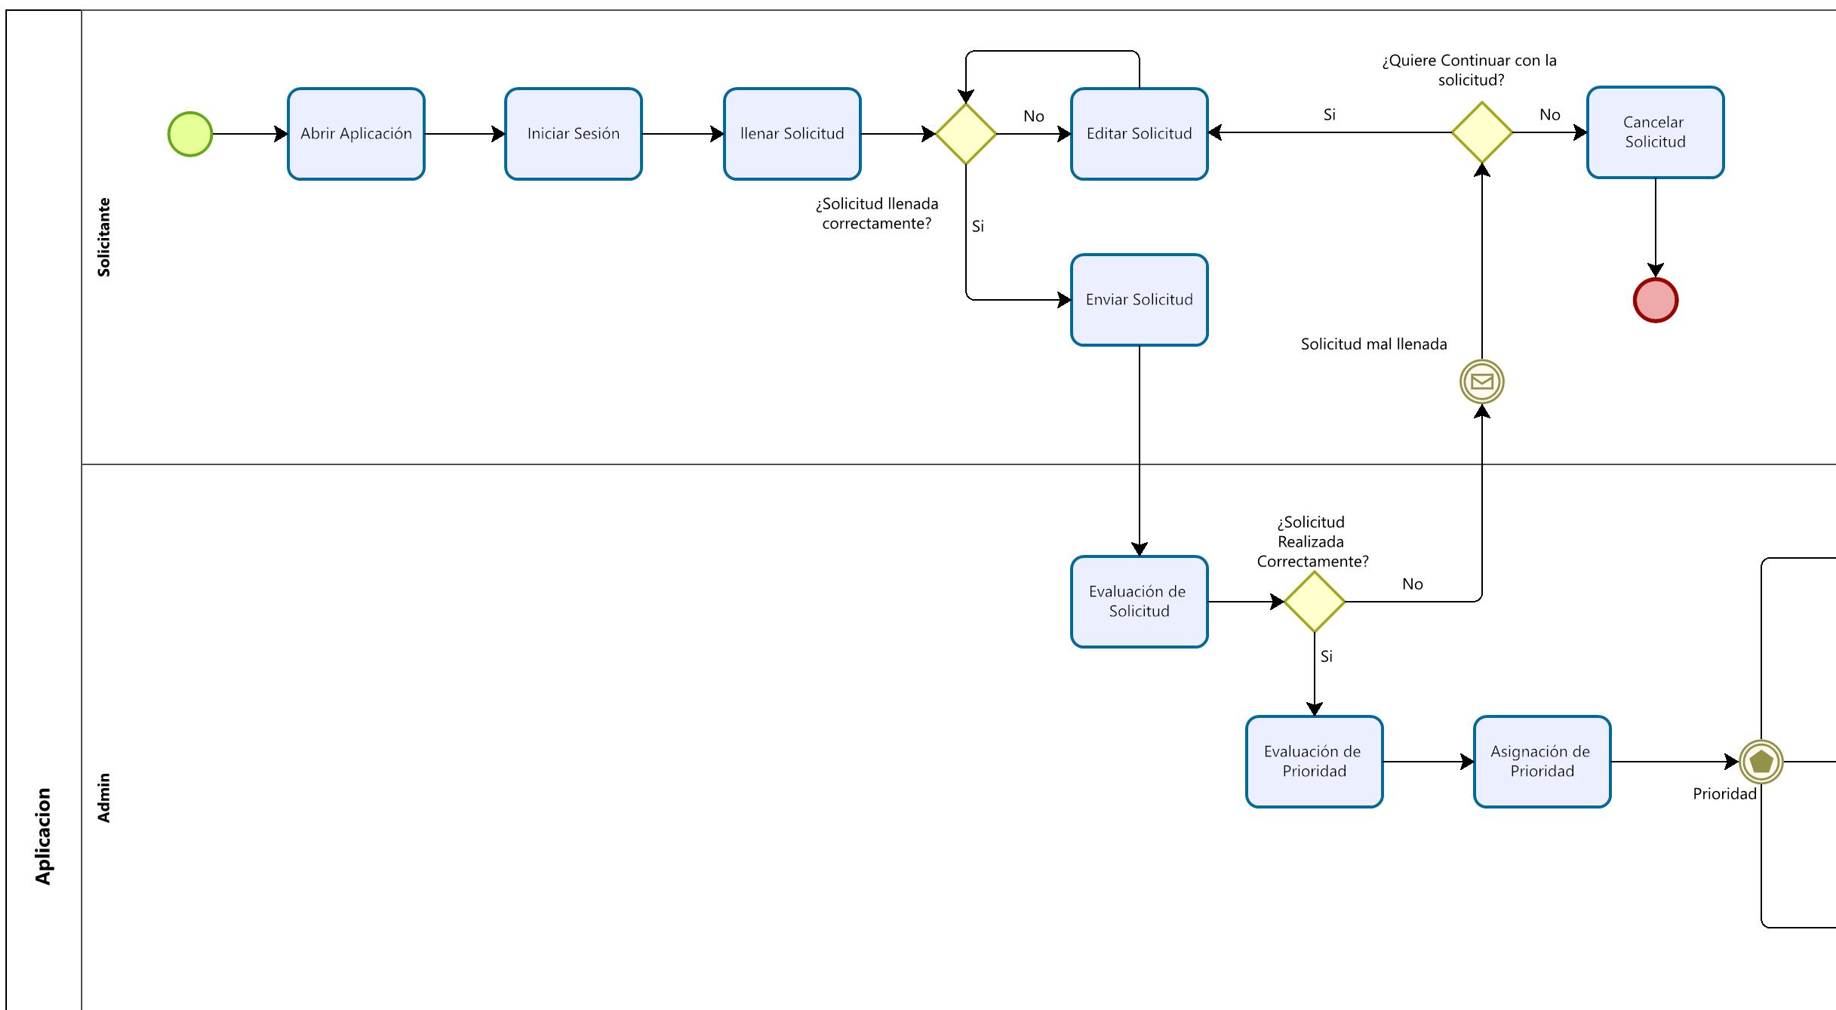 Aplicacion
Solicitante
Abrir Aplicación
Iniciar Sesión
llenar Solicitud
¿Solicitud llenada
correctamente?
No
Si
Editar Solicitud
Enviar Solicitud
Si
¿Quiere Continuar con la
solicitud?
No
Cancelar
Solicitud
Solicitud mal llenada
Admin
Evaluación de
Solicitud
¿Solicitud
Realizada
Correctamente?
No
Si
Evaluación de
Prioridad
Asignación de
Prioridad
Prioridad